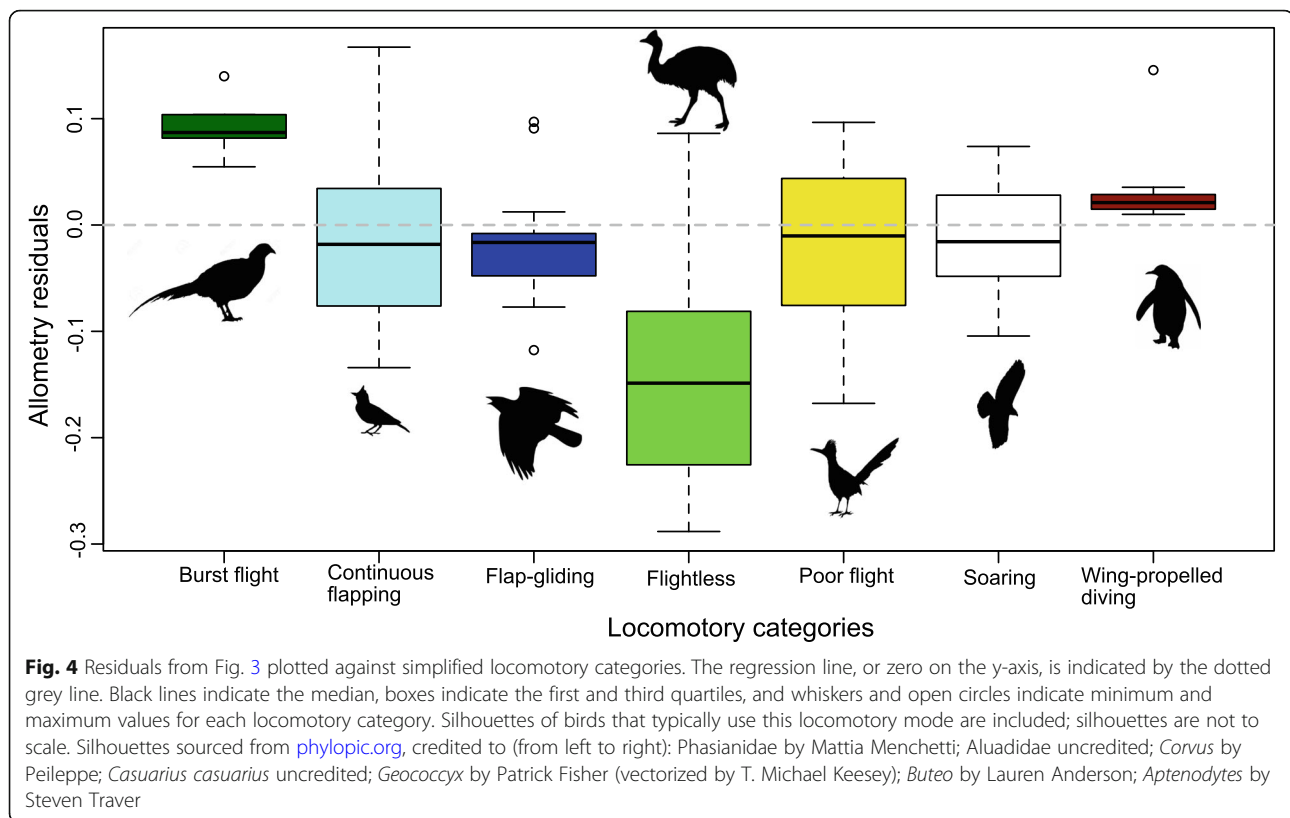 0.1
0.0
-0.1
-0.2
-0.3
Allometry residuals
Burst flight
Continuous
flapping
Flap-gliding
Flightless
Poor flight
Soaring
Wing-propelled
diving
Locomotory categories
Fig. 4 Residuals from Fig. 3 plotted against simplified locomotory categories. The regression line, or zero on the y-axis, is indicated by the dotted
grey line. Black lines indicate the median, boxes indicate the first and third quartiles, and whiskers and open circles indicate minimum and
maximum values for each locomotory category. Silhouettes of birds that typically use this locomotory mode are included; silhouettes are not to
scale. Silhouettes sourced from phylopic.org, credited to (from left to right): Phasianidae by Mattia Menchetti; Aluadidae uncredited; Corvus by
Peileppe; Casuarius casuarius uncredited; Geococcyx by Patrick Fisher (vectorized by T. Michael Keesey); Buteo by Lauren Anderson; Aptenodytes by
Steven Traver